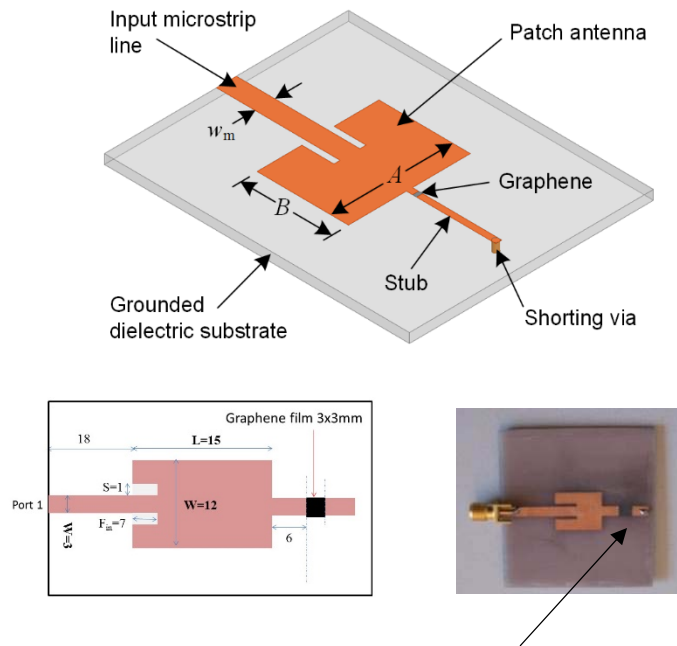 Input microstrip
line
Patch antenna
wm
A
Graphene
B
Stub
Grounded
dielectric substrate
Shorting via
Graphene film 3x3mm
18
L=15
S=1
Port 1
W=3
W=12
Fin=7
6